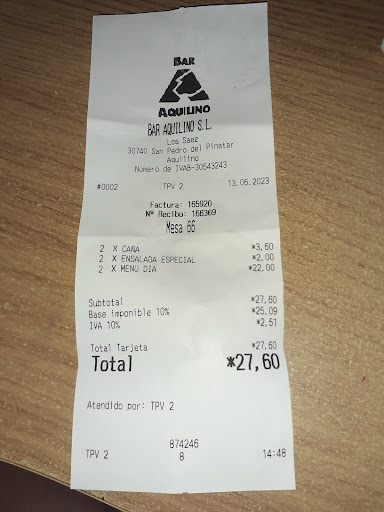 BAR
AQUILINO
BAR AQUILINO S.L.
Los Saez
30740 San Pedro del Pinatar
Aquilino
Número de IVAB-30543243
#0002 TPV 2 13.06.2023
Factura: 165920
Nº Recibo: 166369
Mesa 66
2 X CAÑA *3,60
2 X ENSALADA ESPECIAL *2,00
2 X MENU DIA *22,00
Subtotal *27,60
Base imponible 10% *25,09
IVA 10% *2,51
Total Tarjeta *27,60
Total *27,60
Atendido por: TPV 2
874246
TPV 2 8 14:48